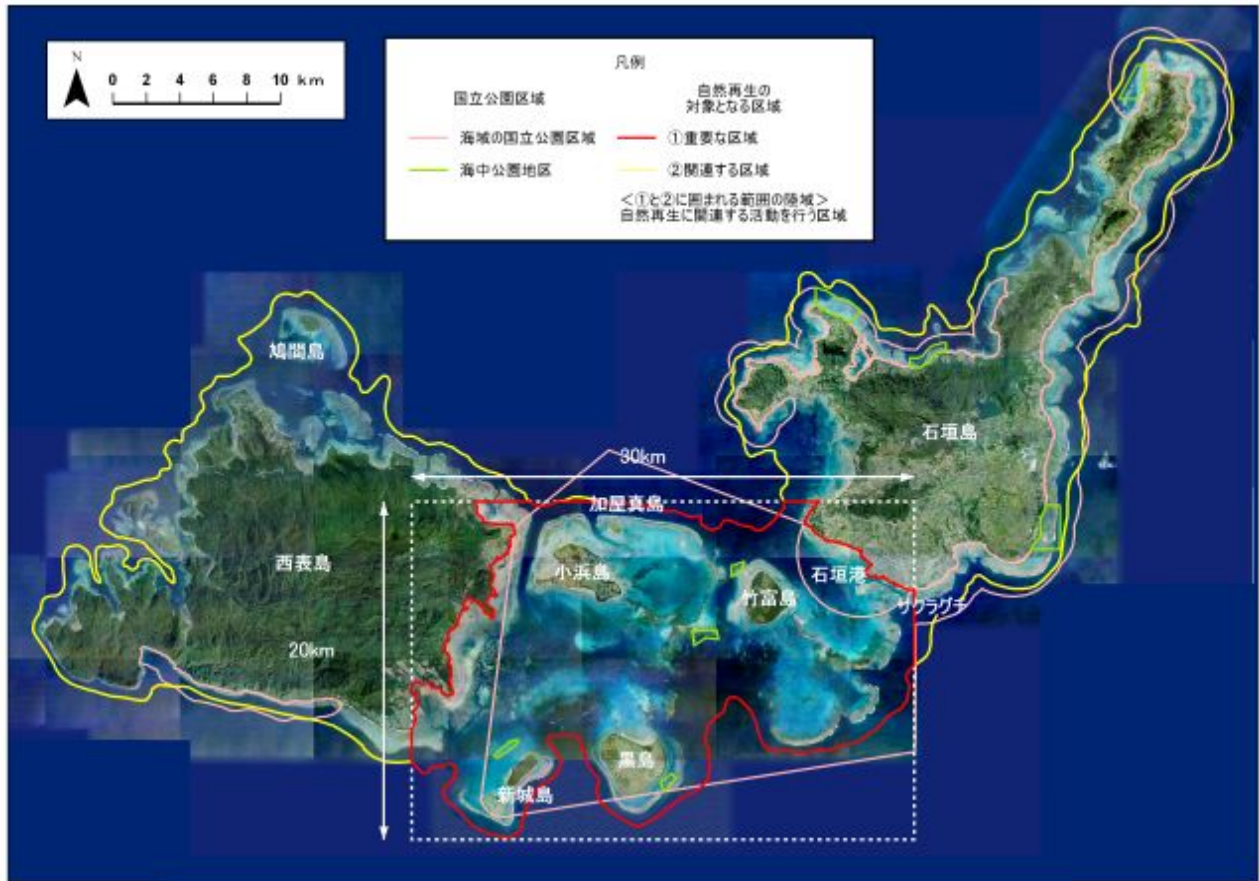 N
0 2 4 6 8 10 km
凡例
国立公園区域
海域の国立公園区域
海中公園地区
自然再生の
対象となる区域
①重要な区域
②関連する区域
<①と②に囲まれる範囲の陸域>
自然再生に関連する活動を行う区域
鳩間島
石垣島
30km
加屋真島
西表島
小浜島
竹富島
石垣港
サクラグチ
20km
黒島
新城島